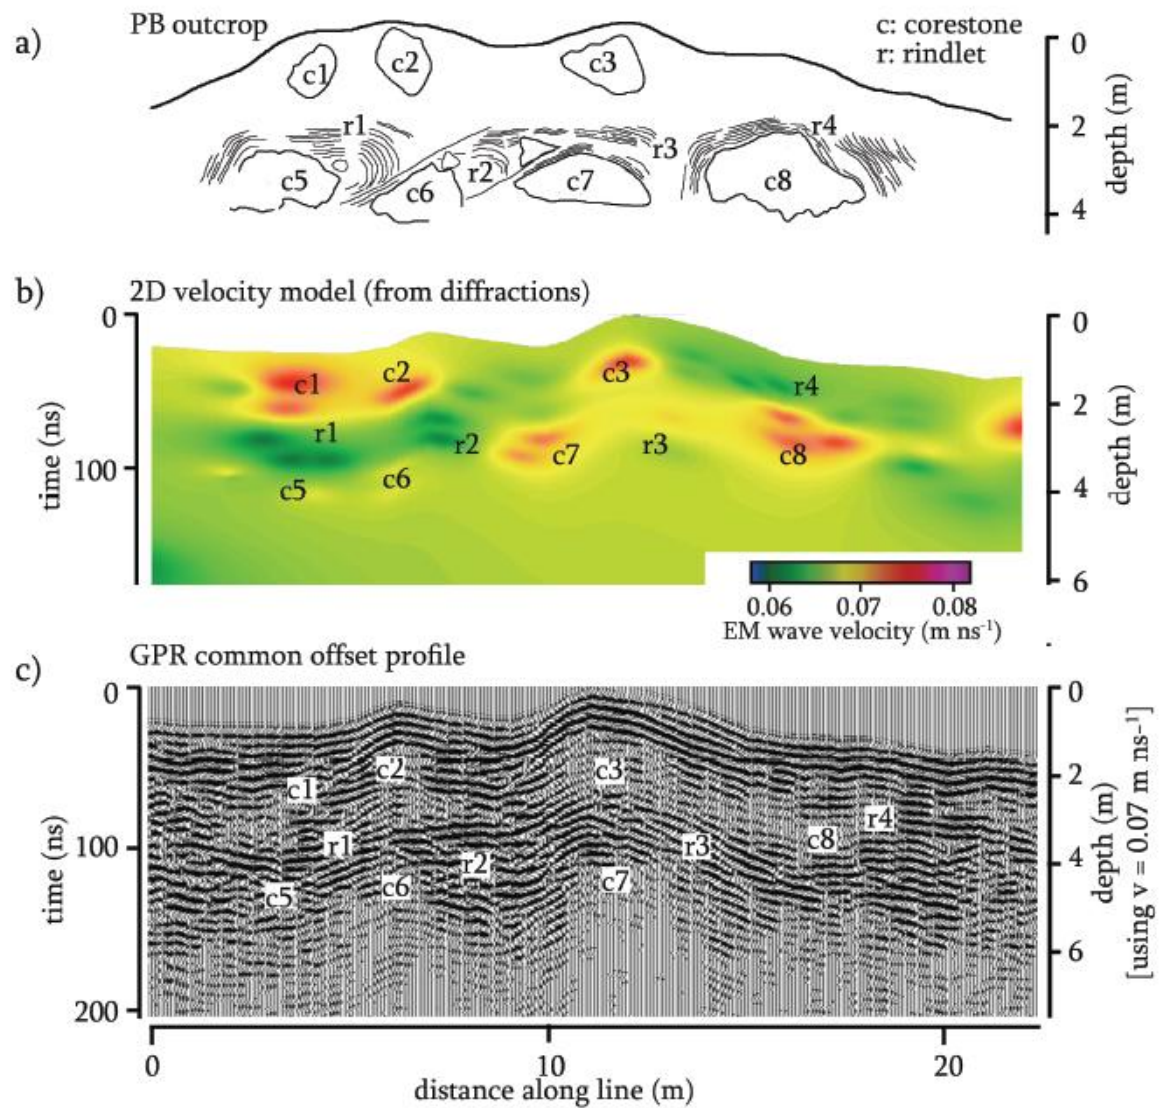 a)
PB outcrop
c: corestone
r: rindlet
c1
c2
c3
r1
r2
r3
r4
c5
c6
c7
c8
0
2
4
depth (m)
b)
2D velocity model (from diffractions)
0
100
time (ns)
c1
c2
c3
r4
r1
r2
c7
r3
c8
c5
c6
0
2
4
6
depth (m)
0.06 0.07 0.08
EM wave velocity (m ns⁻¹)
c)
GPR common offset profile
0
100
200
time (ns)
c1
c2
c3
r1
r2
r3
c8
r4
c5
c6
c7
0
2
4
6
depth (m)
[using v = 0.07 m ns⁻¹]
0 10 20
distance along line (m)